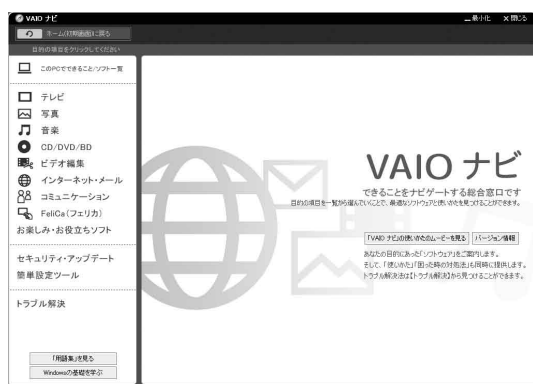 VAIO ナビ
最小化 ×閉じる
ホーム(初期画面)に戻る
目的の項目をクリックしてください
このPCでできること/ソフト一覧
テレビ
写真
音楽
CD/DVD/BD
ビデオ編集
インターネット・メール
コミュニケーション
FeliCa(フェリカ)
お楽しみ・お役立ちソフト
セキュリティ・アップデート
簡単設定ツール
トラブル解決
「用語集」を見る
Windowsの基礎を学ぶ
VAIO ナビ
できることをナビゲートする総合窓口です
目的の項目を一覧から選んでいくことで、最適なソフトウェアと使いかたを見つけることができます。
「VAIO ナビ」の使いかたのムービーを見る バージョン情報
あなたの目的にあった「ソフトウェア」をご案内します。
そして、「使いかた」「困った時の対処法」も同時に提供します。
トラブル解決法は【トラブル解決】から見つけることができます。